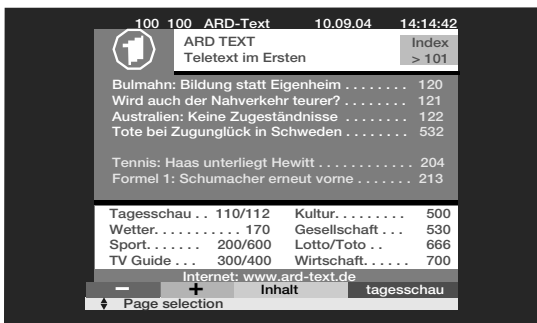 100 100 ARD-Text 10.09.04 14:14:42
ARD TEXT Index
Teletext im Ersten > 101
Bulmahn: Bildung statt Eigenheim . . . . . . . . 120
Wird auch der Nahverkehr teurer? . . . . . . . . 121
Australien: Keine Zugeständnisse . . . . . . . . 122
Tote bei Zugunglück in Schweden . . . . . . . . 532
Tennis: Haas unterliegt Hewitt . . . . . . . . . . . . 204
Formel 1: Schumacher erneut vorne . . . . . . . 213
Tagesschau . . 110/112 Kultur. . . . . . . . . 500
Wetter. . . . . . . . . . . 170 Gesellschaft . . . 530
Sport. . . . . . . 200/600 Lotto/Toto . . 666
TV Guide . . . 300/400 Wirtschaft. . . . . . 700
Internet: www.ard-text.de
− + Inhalt tagesschau
Page selection